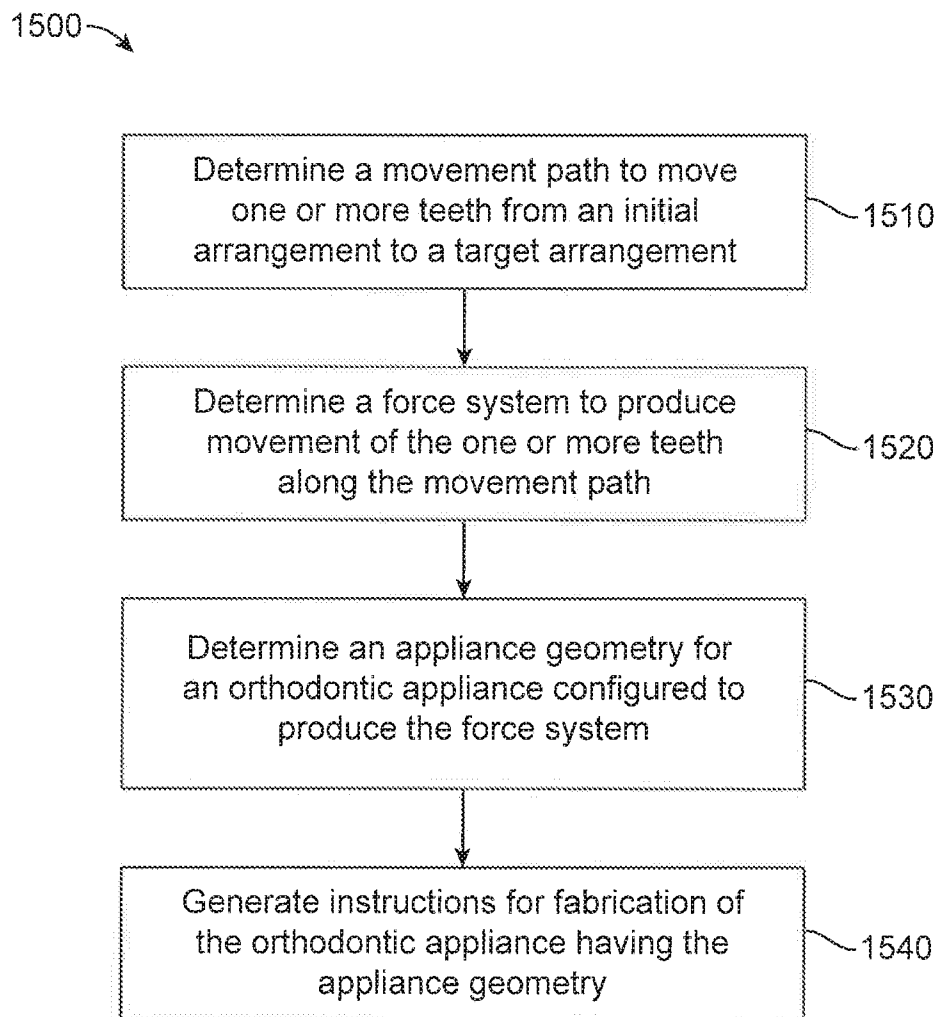 1500
Determine a movement path to move
one or more teeth from an initial
arrangement to a target arrangement
1510
Determine a force system to produce
movement of the one or more teeth
along the movement path
1520
Determine an appliance geometry for
an orthodontic appliance configured to
produce the force system
1530
Generate instructions for fabrication of
the orthodontic appliance having the
appliance geometry
1540